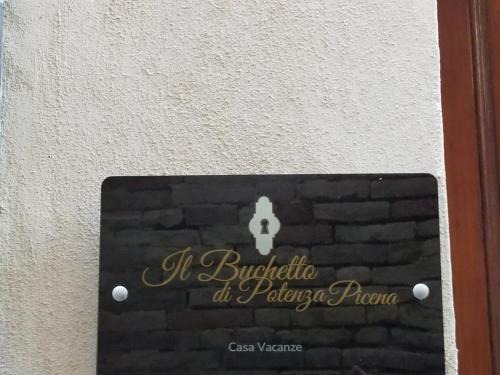 Il Buchetto
di Potenza Picena
Casa Vacanze